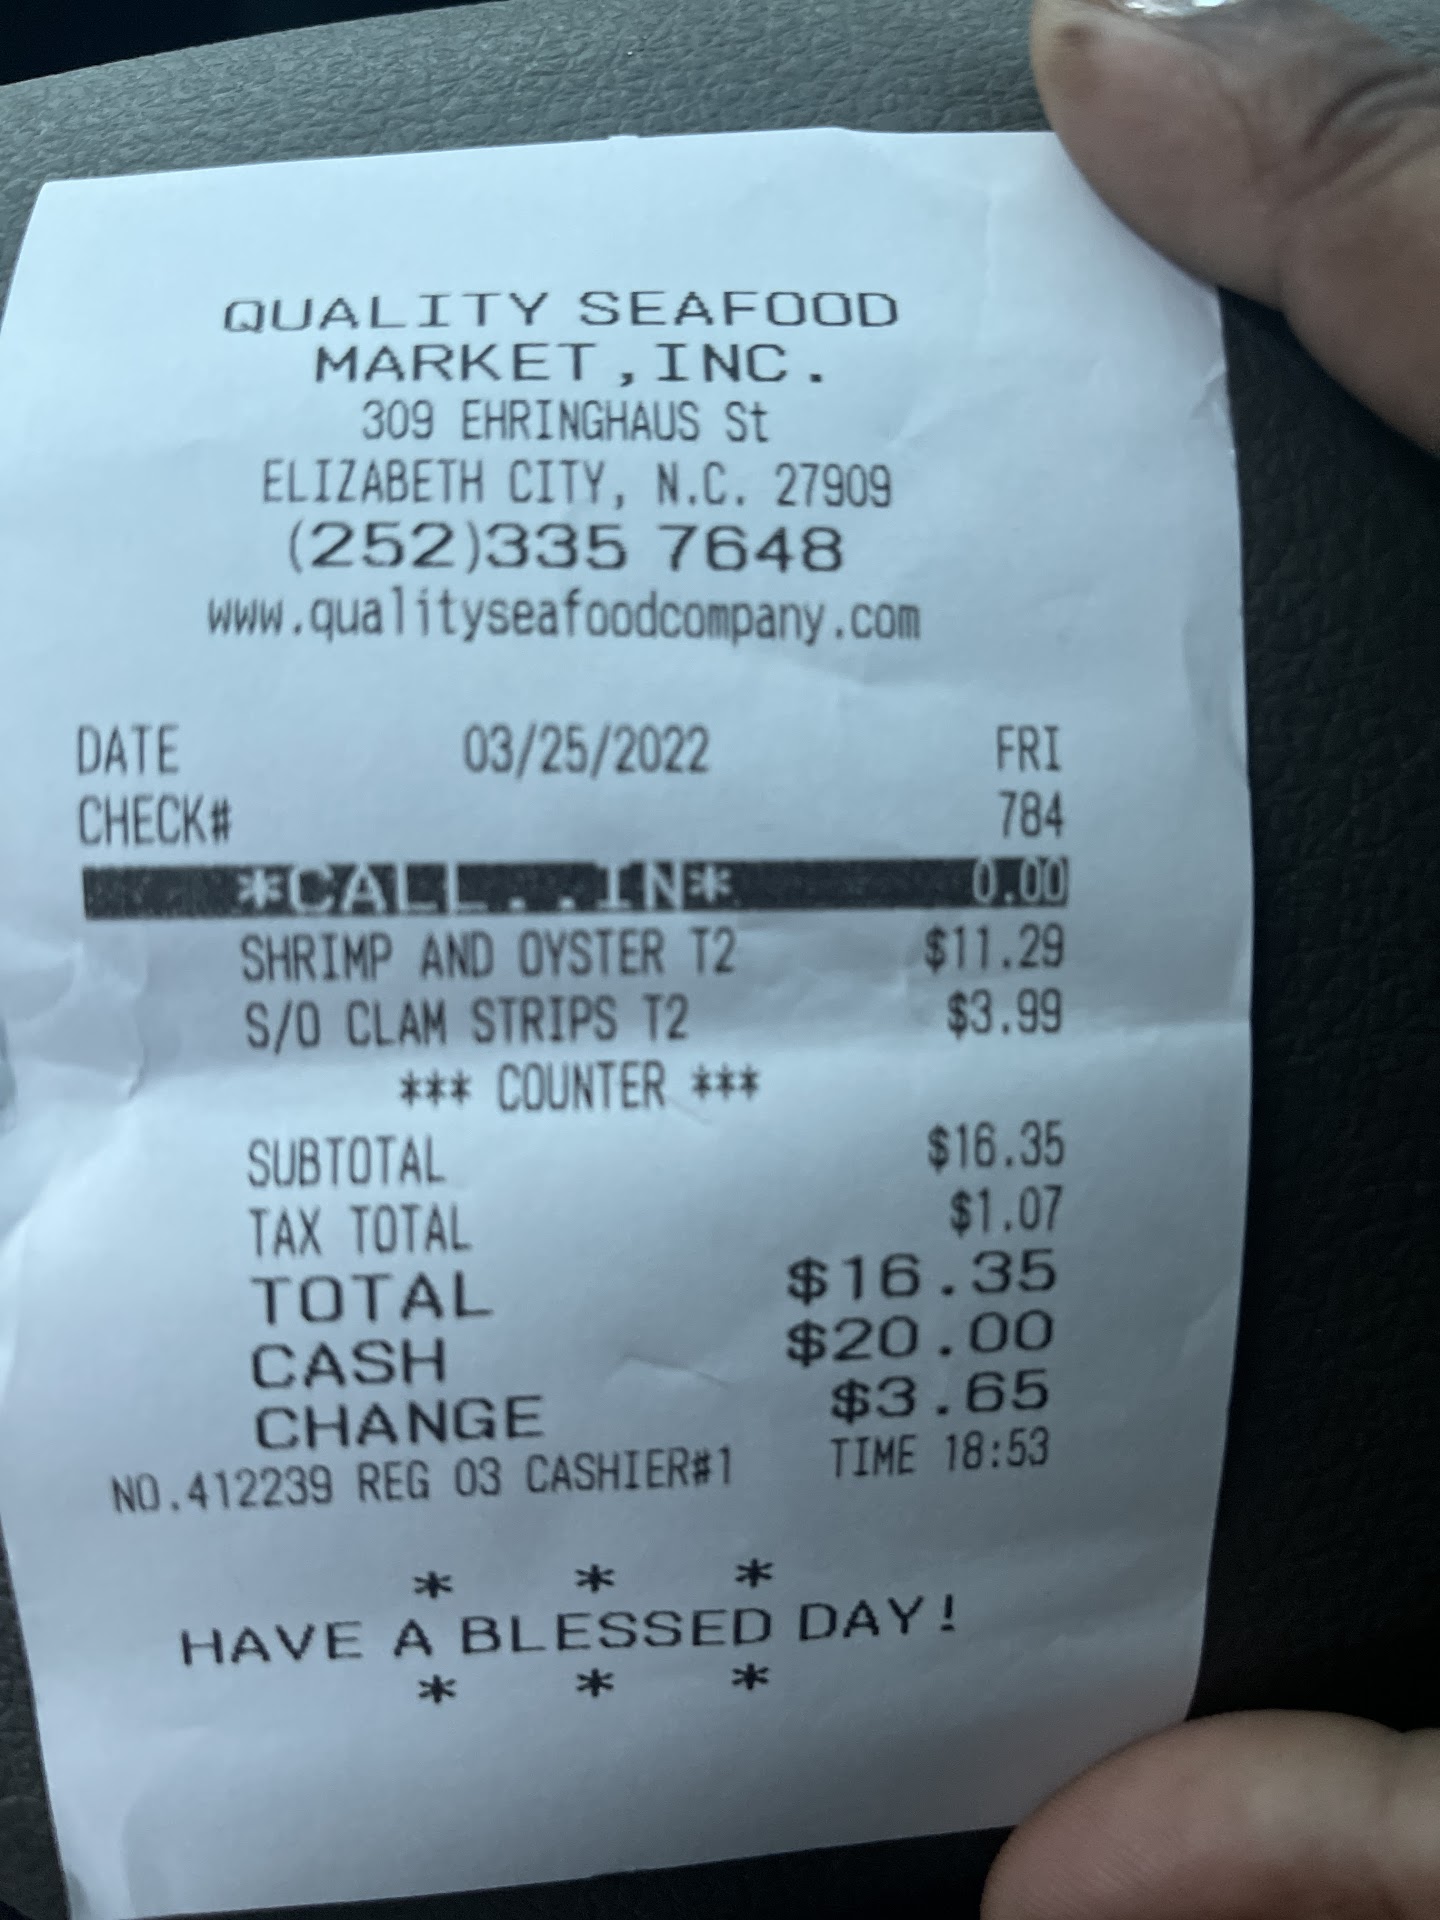 QUALITY SEAFOOD
MARKET,INC.
309 EHRINGHAUS St
ELIZABETH CITY, N.C. 27909
(252)335 7648
www.qualityseafoodcompany.com
DATE 03/25/2022 FRI
CHECK# 784
*CALL..IN* 0.00
SHRIMP AND OYSTER T2 $11.29
S/O CLAM STRIPS T2 $3.99
*** COUNTER ***
SUBTOTAL $16.35
TAX TOTAL $1.07
TOTAL $16.35
CASH $20.00
CHANGE $3.65
NO.412239 REG 03 CASHIER#1 TIME 18:53
* * *
HAVE A BLESSED DAY!
* * *